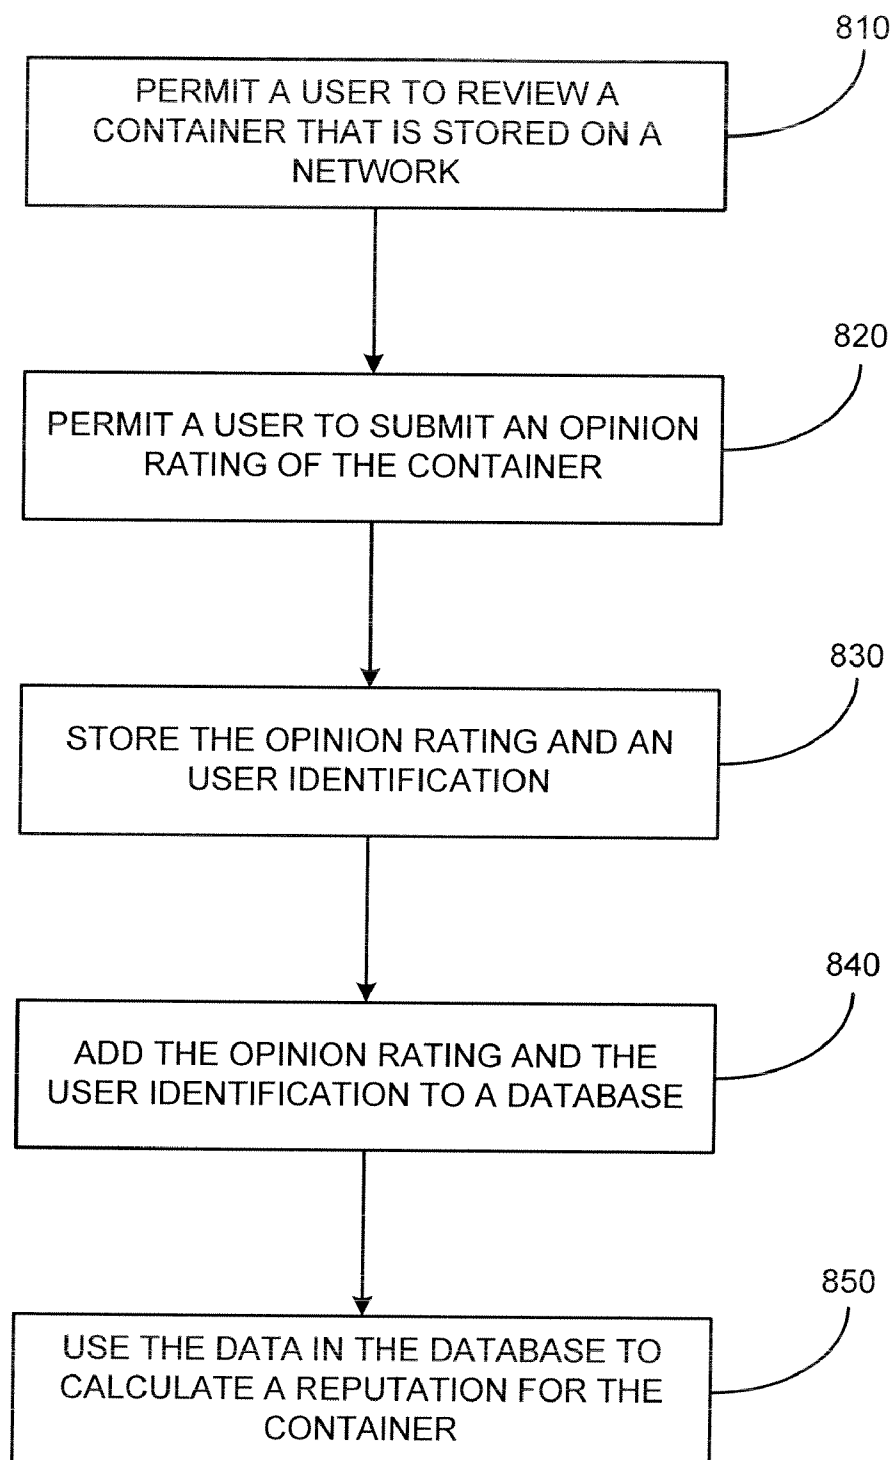 810
PERMIT A USER TO REVIEW A
CONTAINER THAT IS STORED ON A
NETWORK
820
PERMIT A USER TO SUBMIT AN OPINION
RATING OF THE CONTAINER
830
STORE THE OPINION RATING AND AN
USER IDENTIFICATION
840
ADD THE OPINION RATING AND THE
USER IDENTIFICATION TO A DATABASE
850
USE THE DATA IN THE DATABASE TO
CALCULATE A REPUTATION FOR THE
CONTAINER